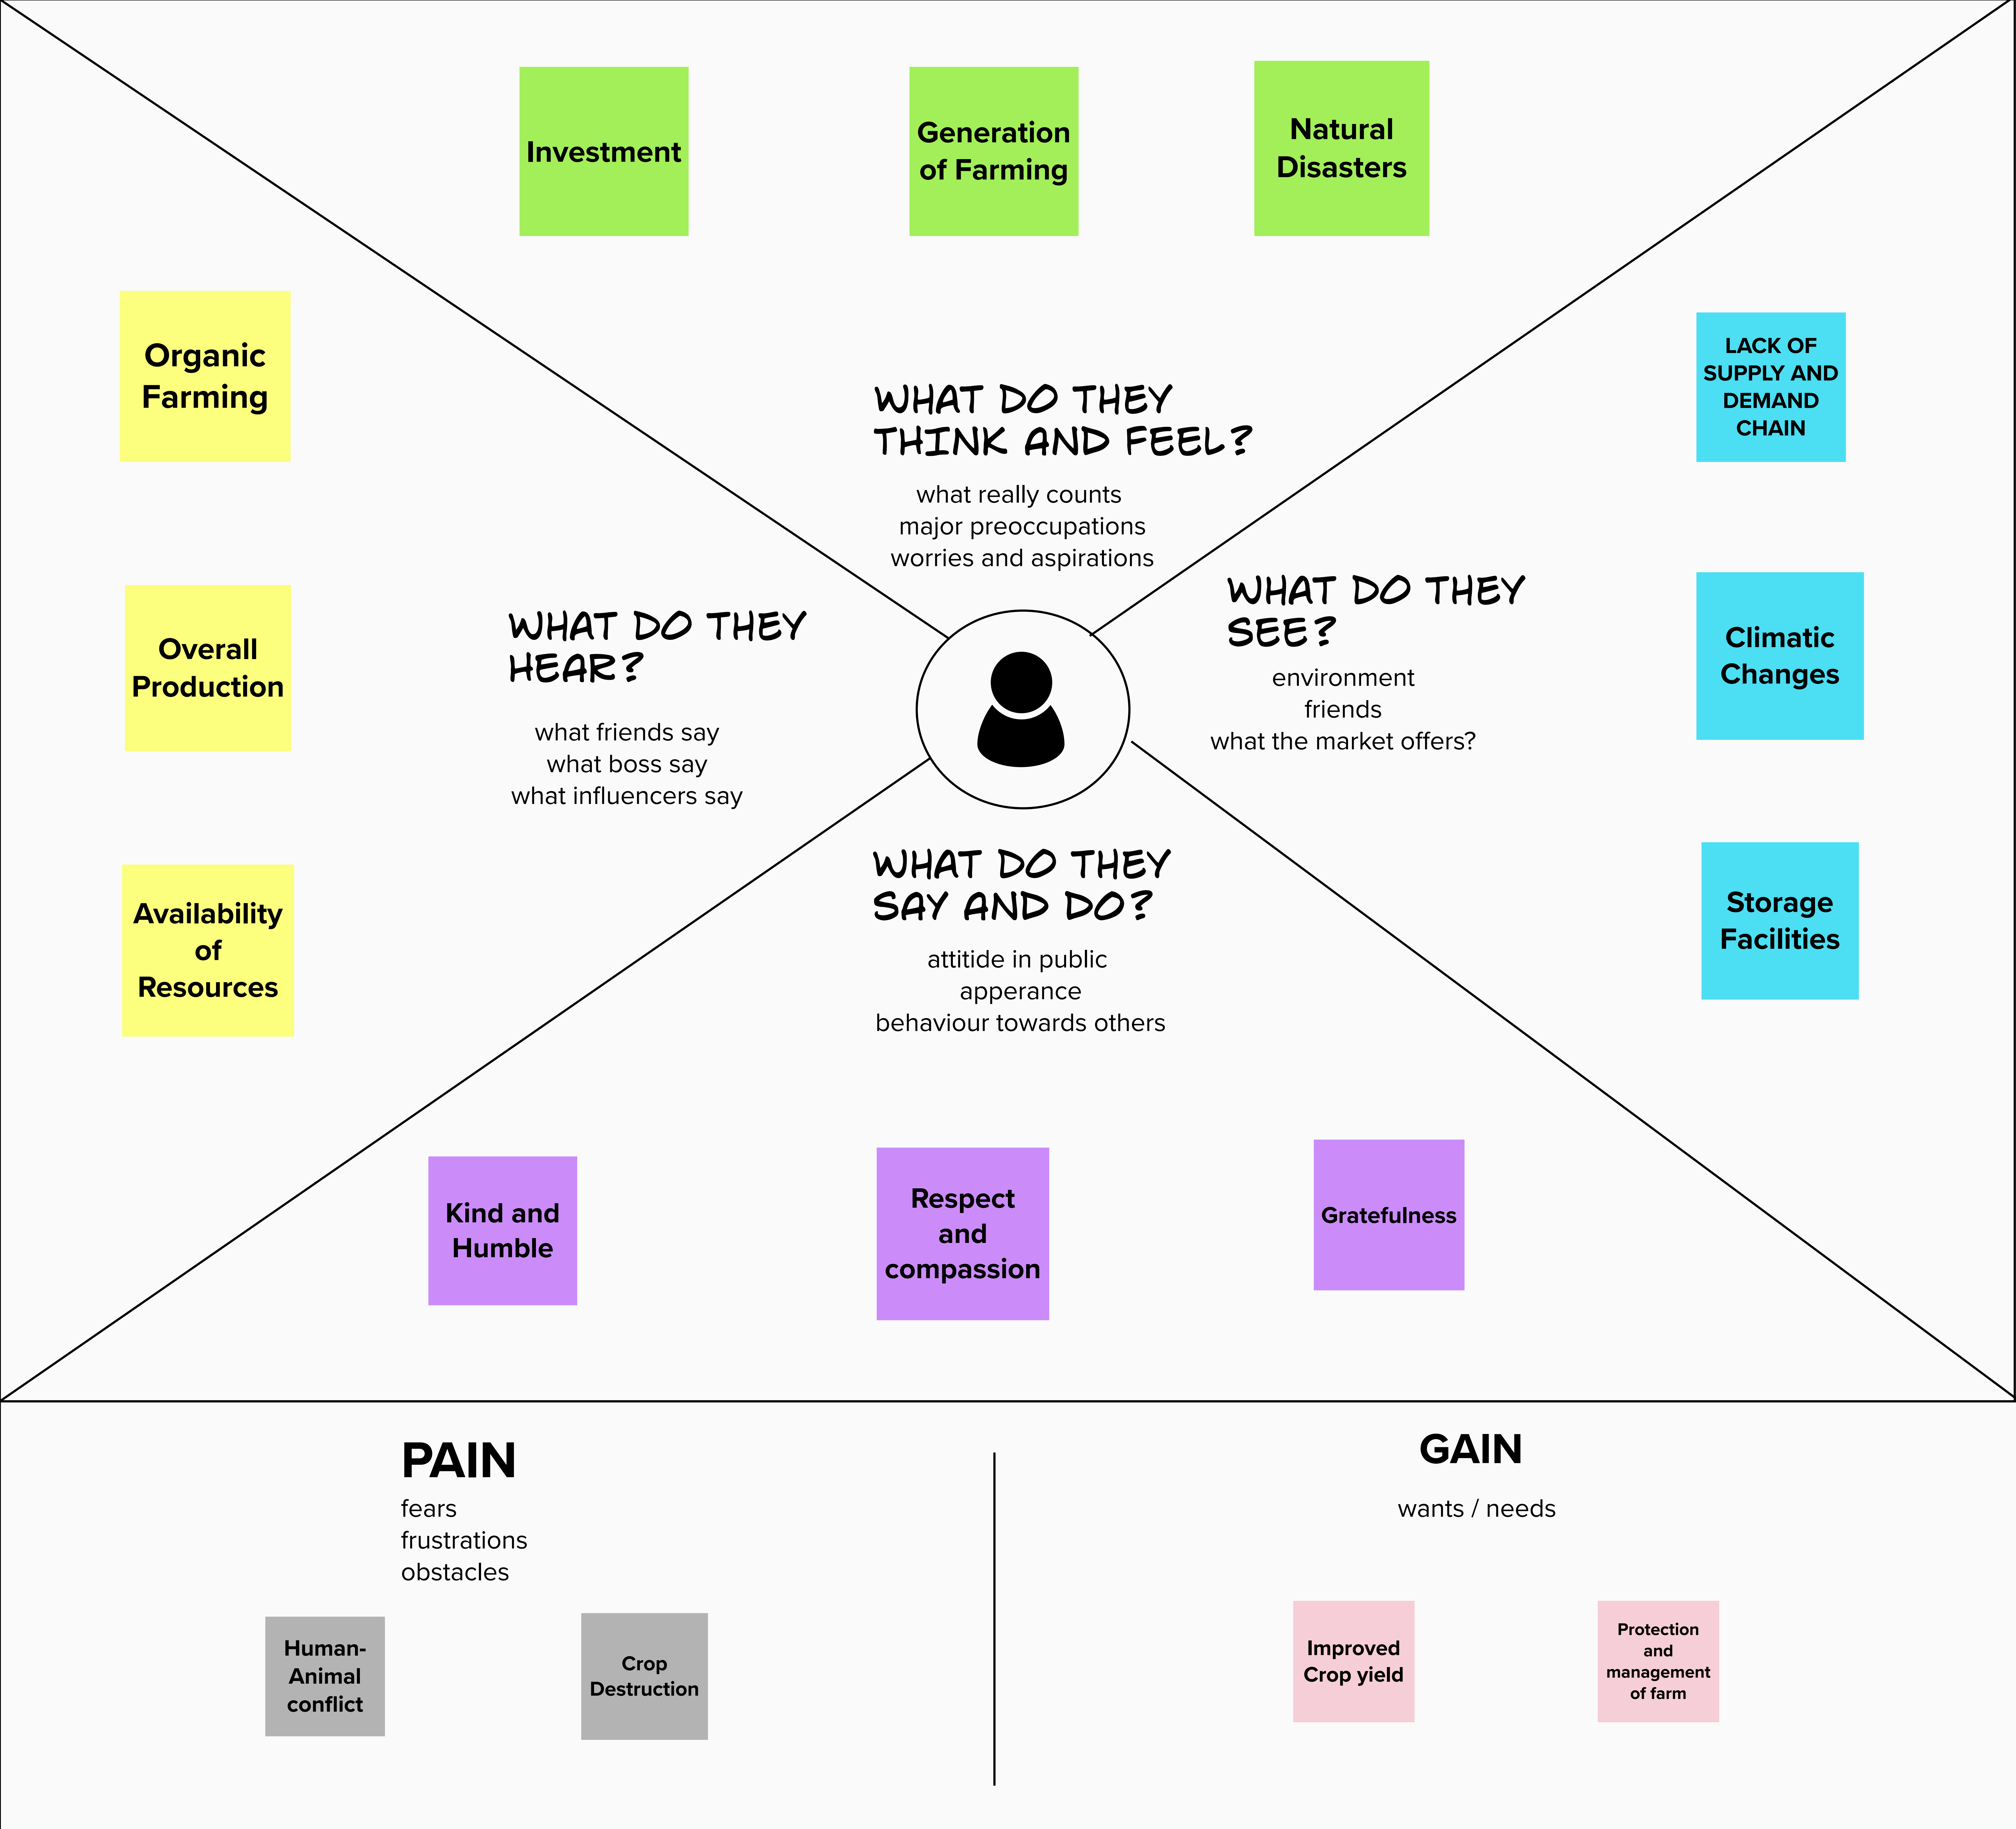 Investment
Generation
of Farming
Natural
Disasters
WHAT DO THEY
THINK AND FEEL?
what really counts
major preoccupations
worries and aspirations
Organic
Farming
Overall
Production
Availability
of
Resources
WHAT DO THEY
HEAR?
what friends say
what boss say
what influencers say
WHAT DO THEY
SEE?
environment
friends
what the market offers?
LACK OF
SUPPLY AND
DEMAND
CHAIN
Climatic
Changes
Storage
Facilities
WHAT DO THEY
SAY AND DO?
attitide in public
apperance
behaviour towards others
Kind and
Humble
Respect
and
compassion
Gratefulness
PAIN
fears
frustrations
obstacles
Human-
Animal
conflict
Crop
Destruction
GAIN
wants / needs
Improved
Crop yield
Protection
and
management
of farm